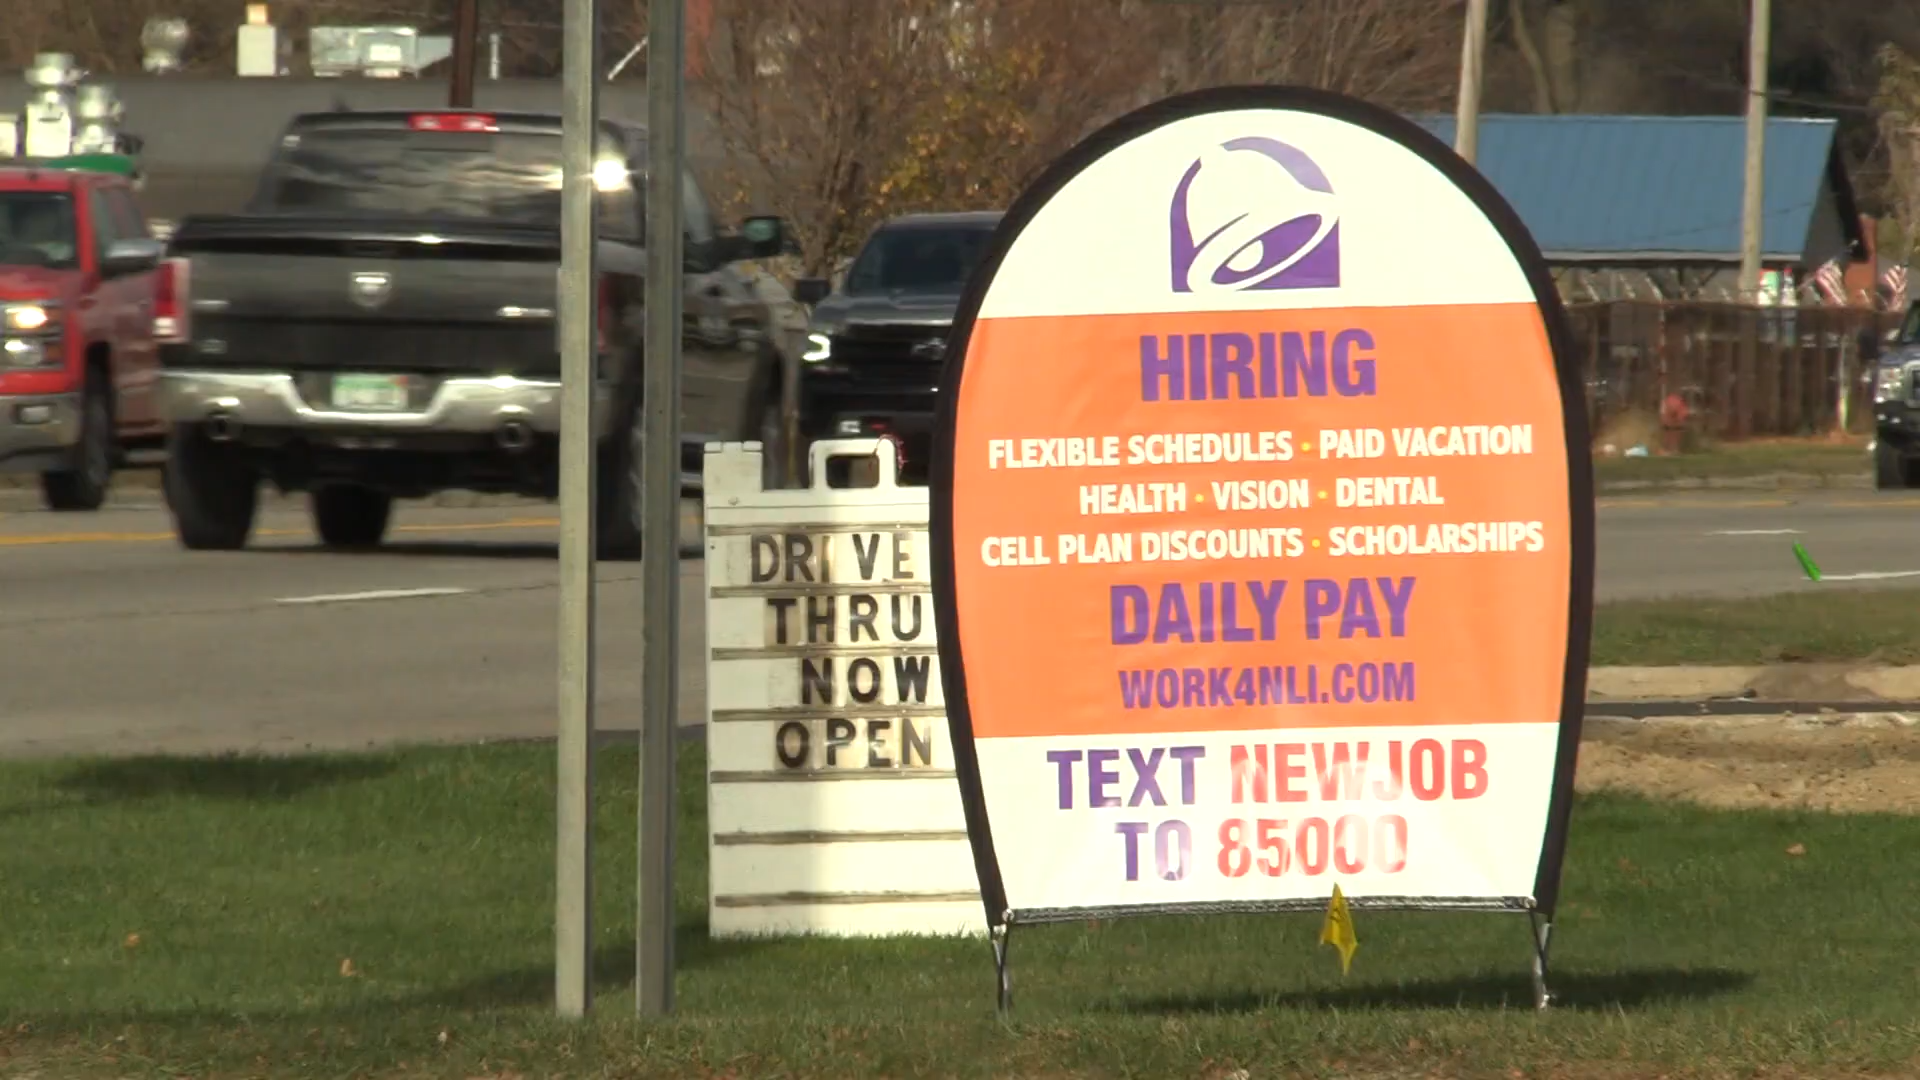 DRIVE
THRU
NOW
OPEN
HIRING
FLEXIBLE SCHEDULES • PAID VACATION
HEALTH • VISION • DENTAL
CELL PLAN DISCOUNTS • SCHOLARSHIPS
DAILY PAY
WORK4NLI.COM
TEXT NEWJOB
TO 85000